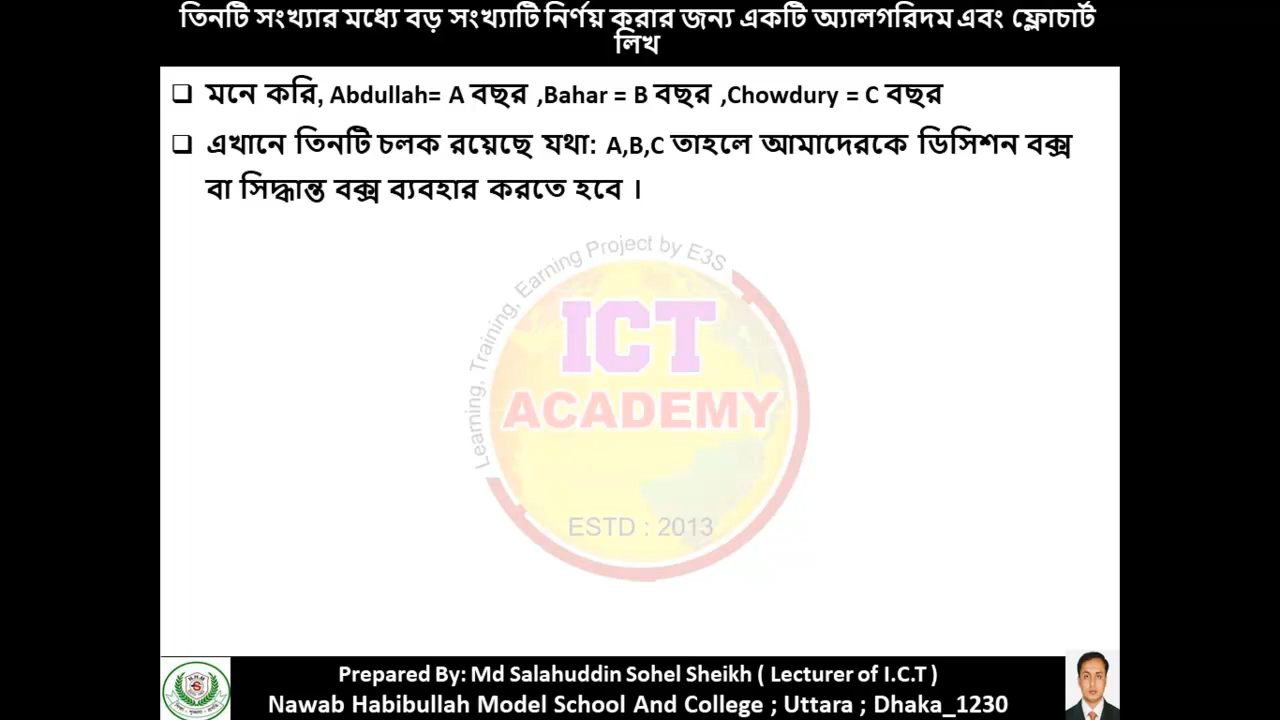 তিনটি সংখ্যার মধ্যে বড় সংখ্যাটি নির্ণয় করার জন্য একটি অ্যালগরিদম এবং ফ্লোচার্ট
লিখ
❑ মনে করি, Abdullah= A বছর ,Bahar = B বছর ,Chowdury = C বছর
❑ এখানে তিনটি চলক রয়েছে যথা: A,B,C তাহলে আমাদেরকে ডিসিশন বক্স
বা সিদ্ধান্ত বক্স ব্যবহার করতে হবে ।
Learning, Training, Earning Project by E3S
ICT
ACADEMY
ESTD : 2013
Prepared By: Md Salahuddin Sohel Sheikh ( Lecturer of I.C.T )
Nawab Habibullah Model School And College ; Uttara ; Dhaka_1230